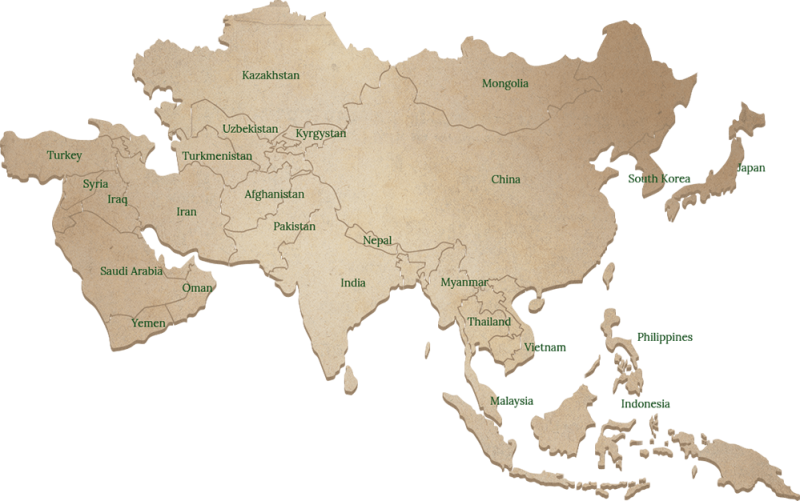 Kazakhstan
Mongolia
Uzbekistan
Kyrgystan
Turkey
Turkmenistan
Japan
China
South Korea
Syria
Afghanistan
Iraq
Iran
Pakistan
Nepal
Saudi Arabia
India
Myanmar
Oman
Yemen
Thailand
Philippines
Vietnam
Malaysia
Indonesia